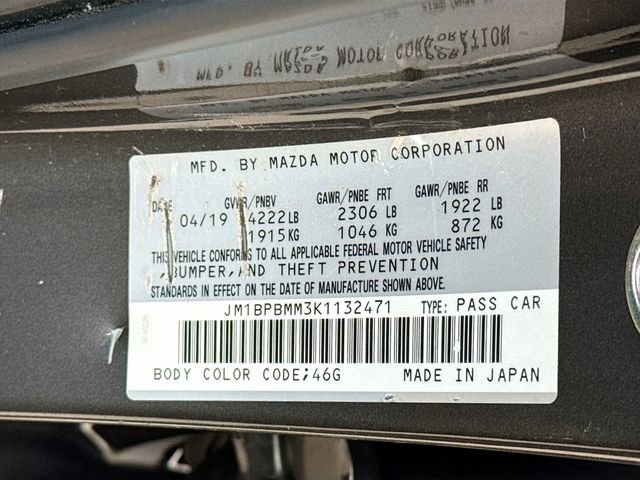 MFD. BY MAZDA MOTOR CORPORATION
DATE GVWR/PNBV GAWR/PNBE FRT GAWR/PNBE RR
04/19 4222LB 2306 LB 1922 LB
1915KG 1046 KG 872 KG
THIS VEHICLE CONFORMS TO ALL APPLICABLE FEDERAL MOTOR VEHICLE SAFETY
,BUMPER,AND THEFT PREVENTION
STANDARDS IN EFFECT ON THE DATE OF MANUFACTURE SHOWN ABOVE.
JM1BPBMM3K1132471 TYPE: PASS CAR
BODY COLOR CODE;46G MADE IN JAPAN